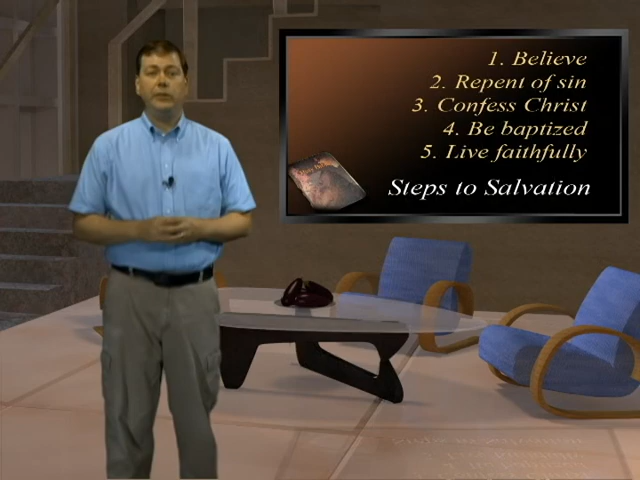 1. Believe
2. Repent of sin
3. Confess Christ
4. Be baptized
5. Live faithfully
Steps to Salvation